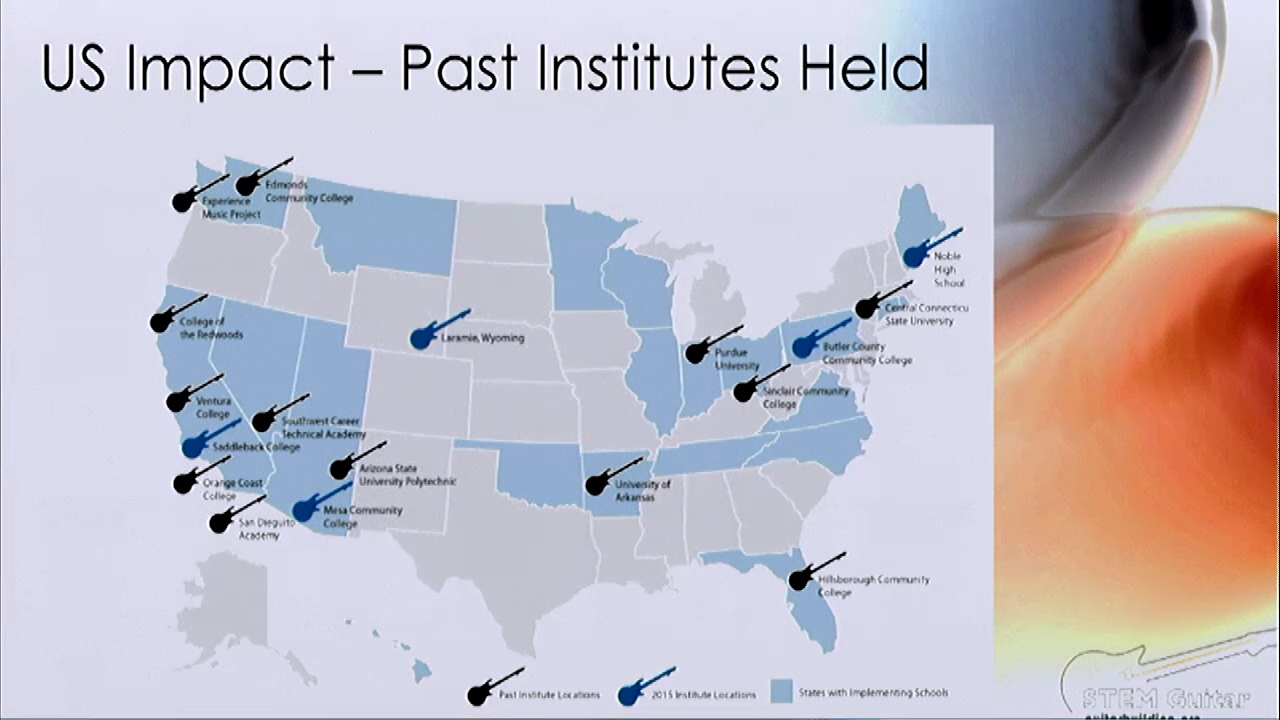 US Impact – Past Institutes Held
Edmonds
Community College
Experience
Music Project
Noble
High
School
Central Connecticu
State University
College of
the Redwoods
Laramie, Wyoming
Purdue
University
Butler County
Community College
Sinclair Community
College
Ventura
College
Southwest Career
Technical Academy
Saddleback College
Arizona State
University Polytechnic
Orange Coast
College
University of
Arkansas
Mesa Community
College
San Dieguito
Academy
Hillsborough Community
College
Past Institute Locations
2015 Institute Locations
States with Implementing Schools
STEM Guitar